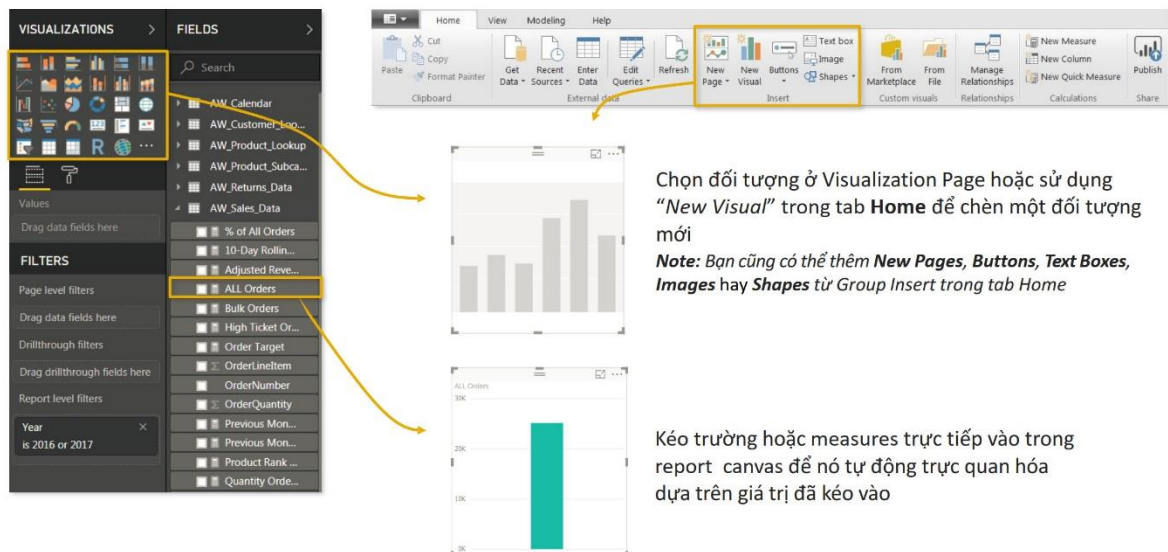 VISUALIZATIONS >
FIELDS >
Search
AW_Calendar
AW_Customer_Loo...
AW_Product_Lookup
AW_Product_Subca...
AW_Returns_Data
AW_Sales_Data
% of All Orders
10-Day Rollin...
Adjusted Reve...
ALL Orders
Bulk Orders
High Ticket Or...
Order Target
OrderLineItem
OrderNumber
OrderQuantity
Previous Mon...
Previous Mon...
Product Rank ...
Quantity Orde...
R
Values
Drag data fields here
FILTERS
Page level filters
Drag data fields here
Drillthrough filters
Drag drillthrough fields here
Report level filters
Year
is 2016 or 2017
Home View Modeling Help
Paste
Cut
Copy
Format Painter
Clipboard
Get Data
Recent Sources
Enter Data
Edit Queries
Refresh
External data
New Page
New Visual
Buttons
Text box
Image
Shapes
Insert
From Marketplace
From File
Custom visuals
Manage Relationships
Relationships
New Measure
New Column
New Quick Measure
Calculations
Publish
Share
Chọn đối tượng ở Visualization Page hoặc sử dụng
“New Visual” trong tab Home để chèn một đối tượng
mới
Note: Bạn cũng có thể thêm New Pages, Buttons, Text Boxes,
Images hay Shapes từ Group Insert trong tab Home
ALL Orders
30K
20K
10K
0K
Kéo trường hoặc measures trực tiếp vào trong
report canvas để nó tự động trực quan hóa
dựa trên giá trị đã kéo vào